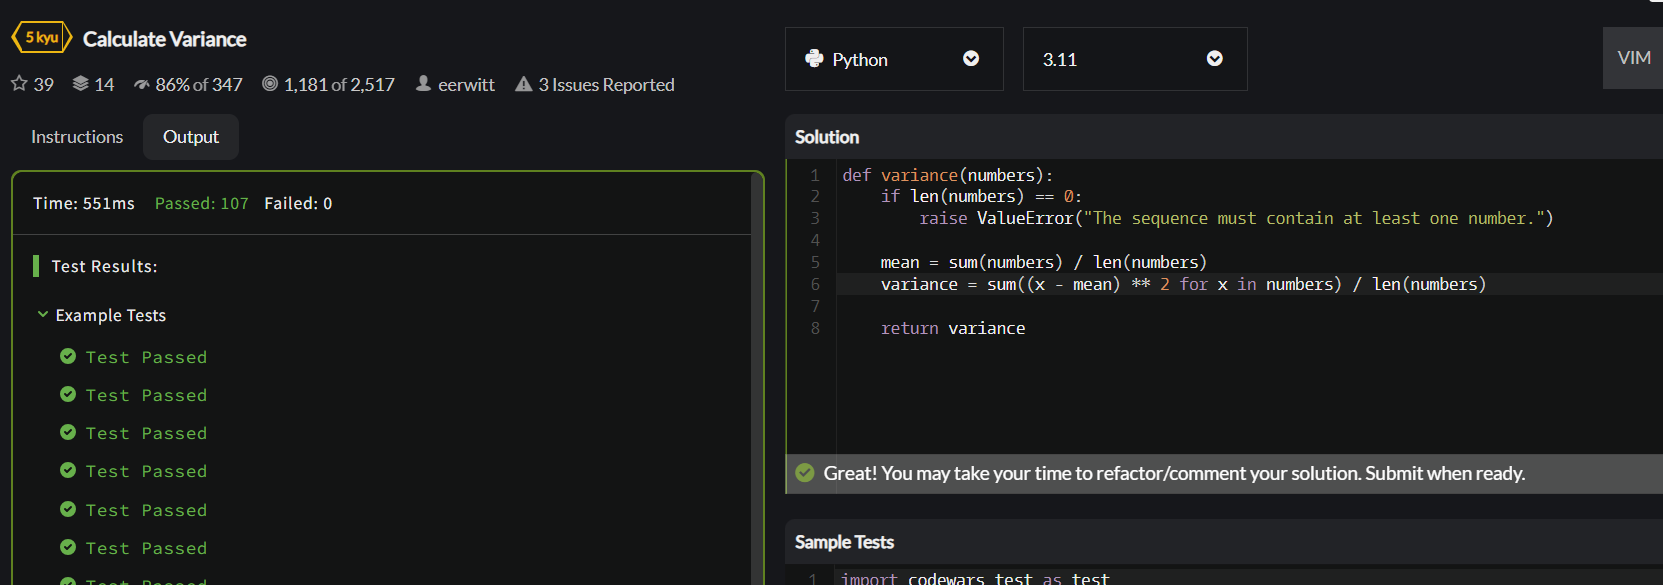 5 kyu
Calculate Variance
39 14 86% of 347 1,181 of 2,517 eerwitt 3 Issues Reported
Instructions Output
Time: 551ms Passed: 107 Failed: 0
Test Results:
Example Tests
Test Passed
Test Passed
Test Passed
Test Passed
Test Passed
Test Passed
Test Passed
Python 3.11 VIM
Solution
1 def variance(numbers):
2 if len(numbers) == 0:
3 raise ValueError("The sequence must contain at least one number.")
4
5 mean = sum(numbers) / len(numbers)
6 variance = sum((x - mean) ** 2 for x in numbers) / len(numbers)
7
8 return variance
Great! You may take your time to refactor/comment your solution. Submit when ready.
Sample Tests
1 import codewars_test as test